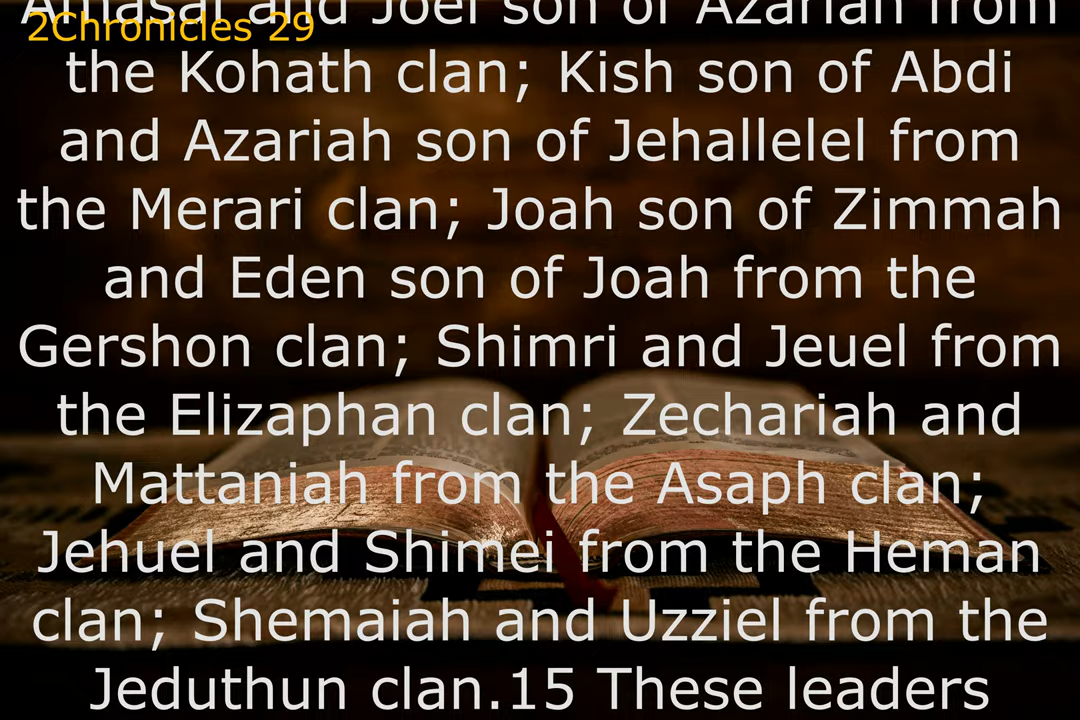 Amasai and Joel son of Azariah from
2Chronicles 29
the Kohath clan; Kish son of Abdi
and Azariah son of Jehallelel from
the Merari clan; Joah son of Zimmah
and Eden son of Joah from the
Gershon clan; Shimri and Jeuel from
the Elizaphan clan; Zechariah and
Mattaniah from the Asaph clan;
Jehuel and Shimei from the Heman
clan; Shemaiah and Uzziel from the
Jeduthun clan.15 These leaders